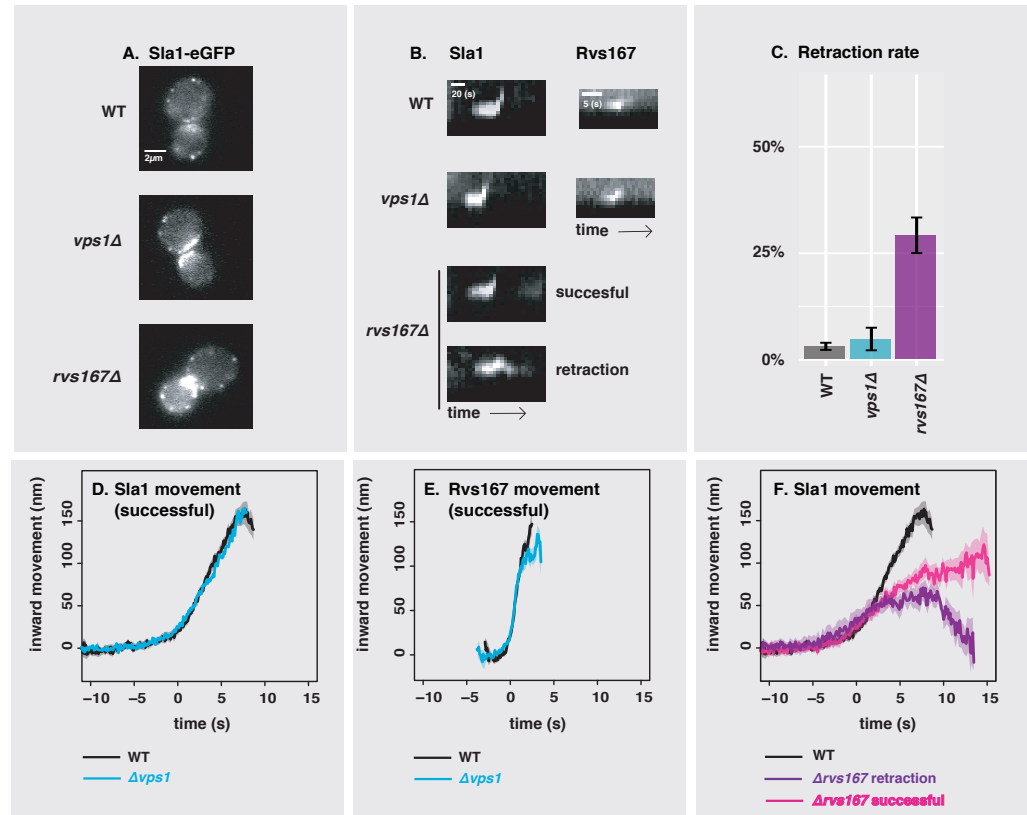 A. Sla1-eGFP
WT
2µm
vps1Δ
rvs167Δ
B. Sla1 Rvs167
WT
20 (s)
5 (s)
vps1Δ
time
rvs167Δ
succesful
retraction
time
C. Retraction rate
50%
25%
0%
WT
vps1Δ
rvs167Δ
D. Sla1 movement
(successful)
inward movement (nm)
150
100
50
0
−10 −5 0 5 10 15
time (s)
WT
Δvps1
E. Rvs167 movement
(successful)
inward movement (nm)
150
100
50
0
−10 −5 0 5 10 15
time (s)
WT
Δvps1
F. Sla1 movement
inward movement (nm)
150
100
50
0
−10 −5 0 5 10 15
time (s)
WT
Δrvs167 retraction
Δrvs167 successful